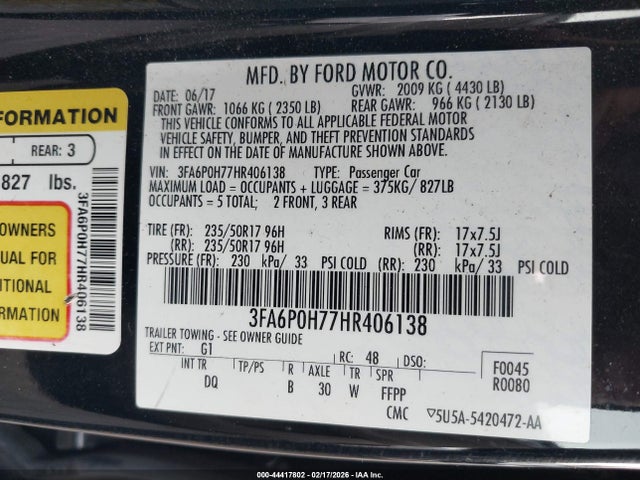 MFD. BY FORD MOTOR CO.
DATE: 06/17 GVWR: 2009 KG ( 4430 LB)
FRONT GAWR: 1066 KG ( 2350 LB) REAR GAWR: 966 KG ( 2130 LB)
THIS VEHICLE CONFORMS TO ALL APPLICABLE FEDERAL MOTOR
VEHICLE SAFETY, BUMPER, AND THEFT PREVENTION STANDARDS
IN EFFECT ON THE DATE OF MANUFACTURE SHOWN ABOVE.
VIN: 3FA6P0H77HR406138 TYPE: Passenger Car
MAXIMUM LOAD = OCCUPANTS + LUGGAGE = 375KG/ 827LB
OCCUPANTS = 5 TOTAL; 2 FRONT, 3 REAR
TIRE (FR): 235/50R17 96H RIMS (FR): 17x7.5J
(RR): 235/50R17 96H (RR): 17x7.5J
PRESSURE (FR): 230 kPa/ 33 PSI COLD (RR): 230 kPa/ 33 PSI COLD
3FA6P0H77HR406138
TRAILER TOWING - SEE OWNER GUIDE
EXT PNT: G1 RC: 48 DSO:
INT TR TP/PS R AXLE TR SPR
DQ B 30 W FFPP
F0045
R0080
CMC ▽5U5A-5420472-AA
FORMATION
REAR: 3
827 lbs.
OWNERS
UAL FOR
ITIONAL
ORMATION
3FA6P0H77HR406138
000-44417802 - 02/17/2026 - IAA Inc.